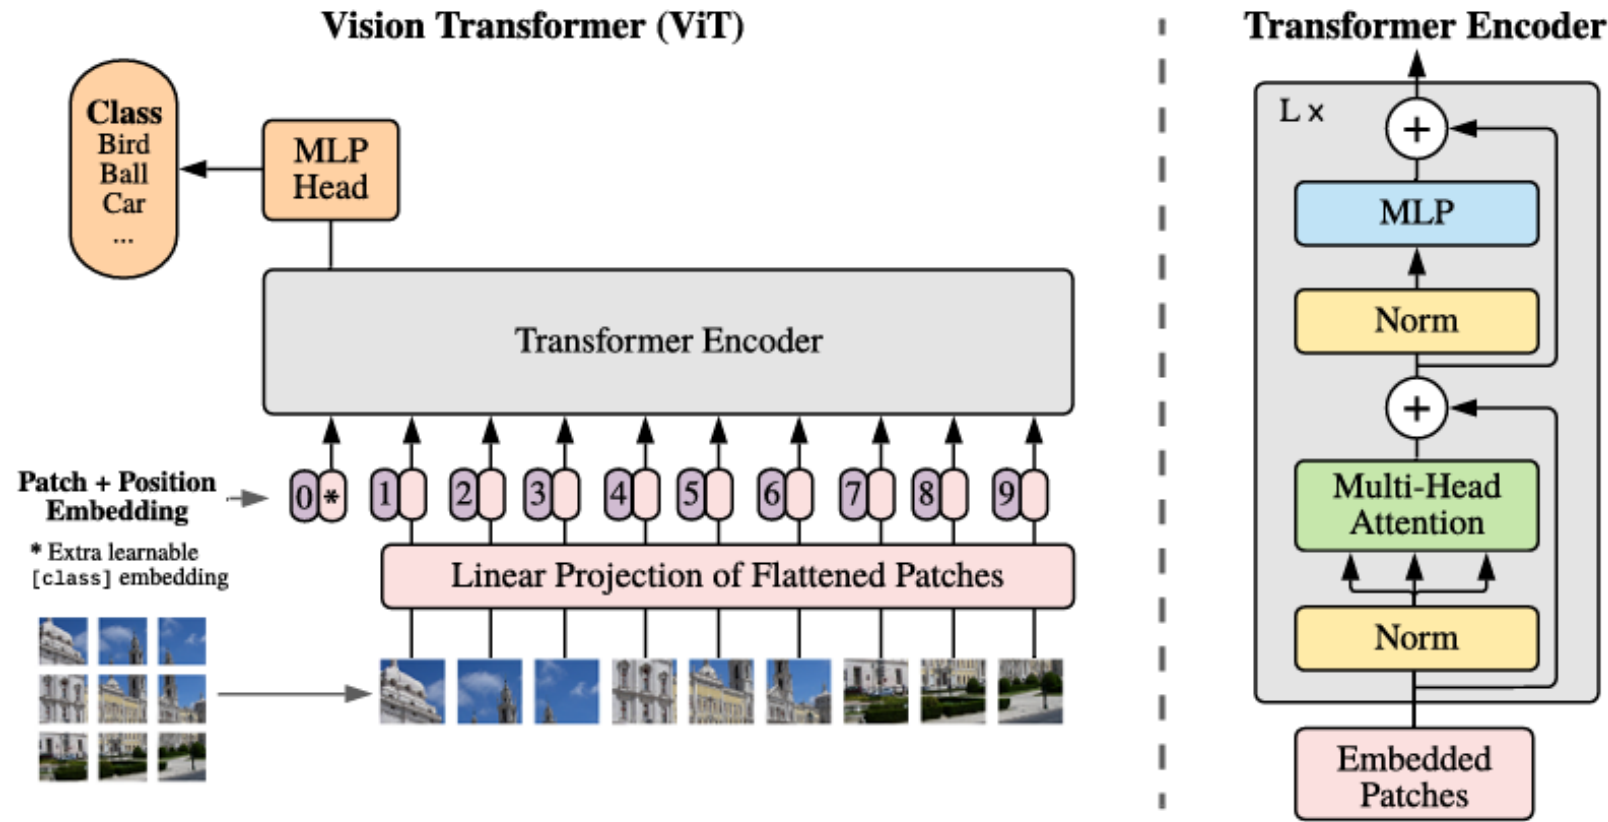 Vision Transformer (ViT)
Class
Bird
Ball
Car
...
MLP
Head
Transformer Encoder
Patch + Position
Embedding
0 * 1 2 3 4 5 6 7 8 9
* Extra learnable
[class] embedding
Linear Projection of Flattened Patches
Transformer Encoder
L x
+
MLP
Norm
+
Multi-Head
Attention
Norm
Embedded
Patches